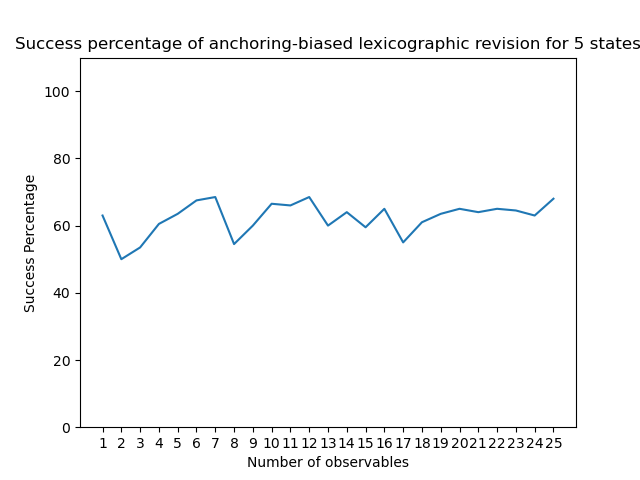 Success percentage of anchoring-biased lexicographic revision for 5 states
100
80
60
40
20
0
Success Percentage
1 2 3 4 5 6 7 8 9 10 11 12 13 14 15 16 17 18 19 20 21 22 23 24 25
Number of observables